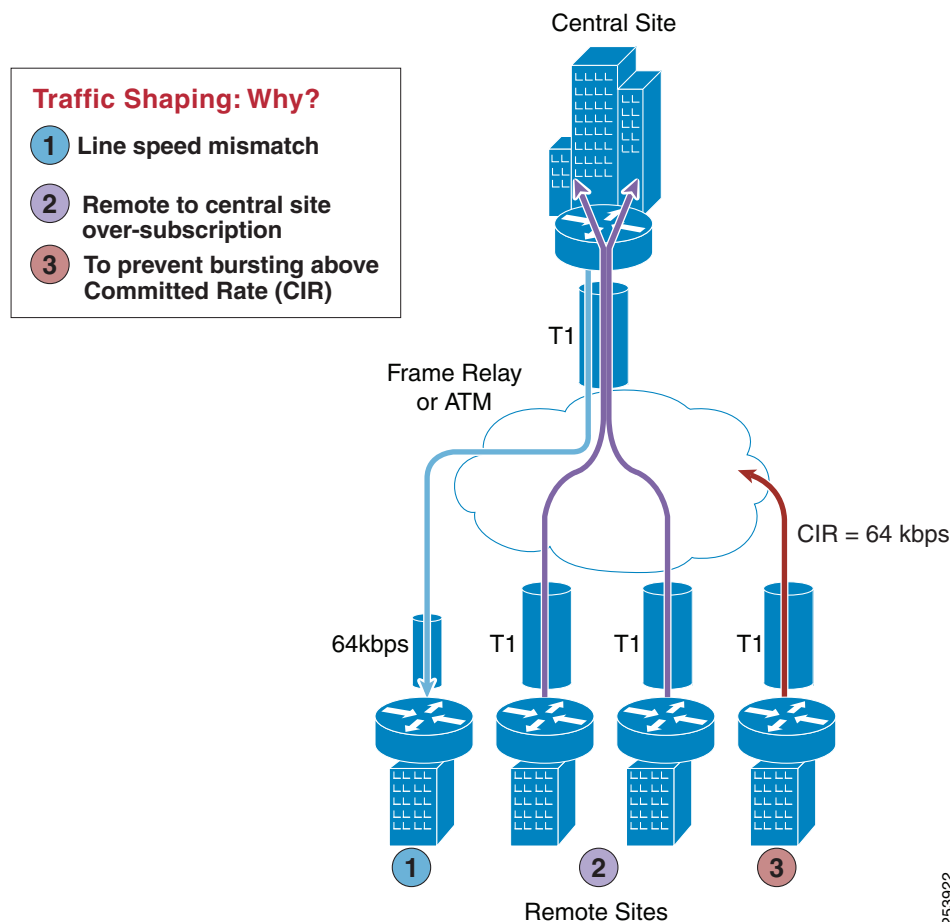 Central Site
Traffic Shaping: Why?
1 Line speed mismatch
2 Remote to central site
over-subscription
3 To prevent bursting above
Committed Rate (CIR)
T1
Frame Relay
or ATM
CIR = 64 kbps
64kbps
T1
T1
T1
1
2
3
Remote Sites
253922